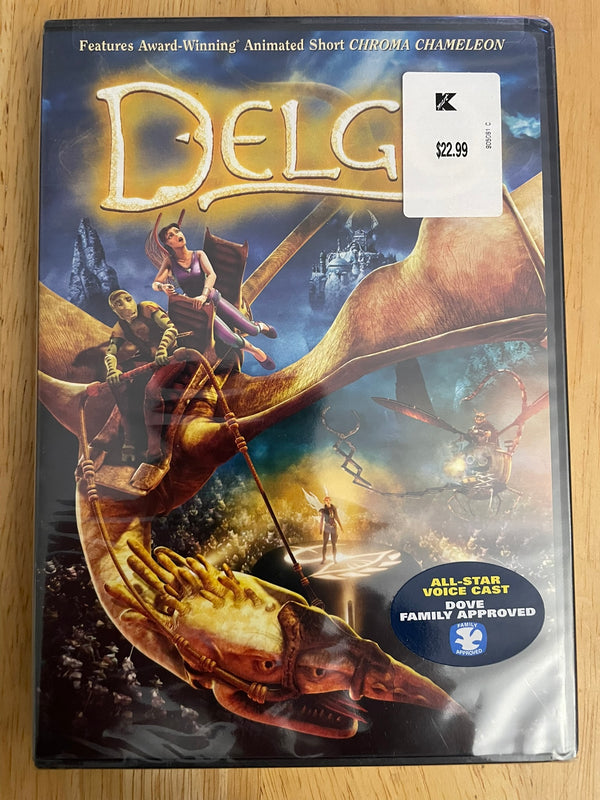 Features Award-Winning* Animated Short CHROMA CHAMELEON
DELG
K
$22.99
905081 C
ALL-STAR
VOICE CAST
DOVE
FAMILY APPROVED
FAMILY
APPROVED